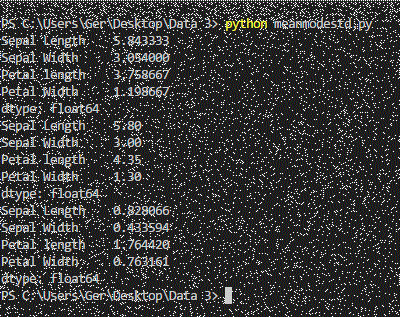 PS C:\Users\Ger\Desktop\Data 3> python meanmodestd.py
Sepal length 5.843333
Sepal Width 3.054000
Petal length 3.758667
Petal Width 1.198667
dtype: float64
Sepal length 5.80
Sepal Width 3.00
Petal length 4.35
Petal Width 1.30
dtype: float64
Sepal length 0.828066
Sepal Width 0.433594
Petal length 1.764420
Petal Width 0.763161
dtype: float64
PS C:\Users\Ger\Desktop\Data 3>